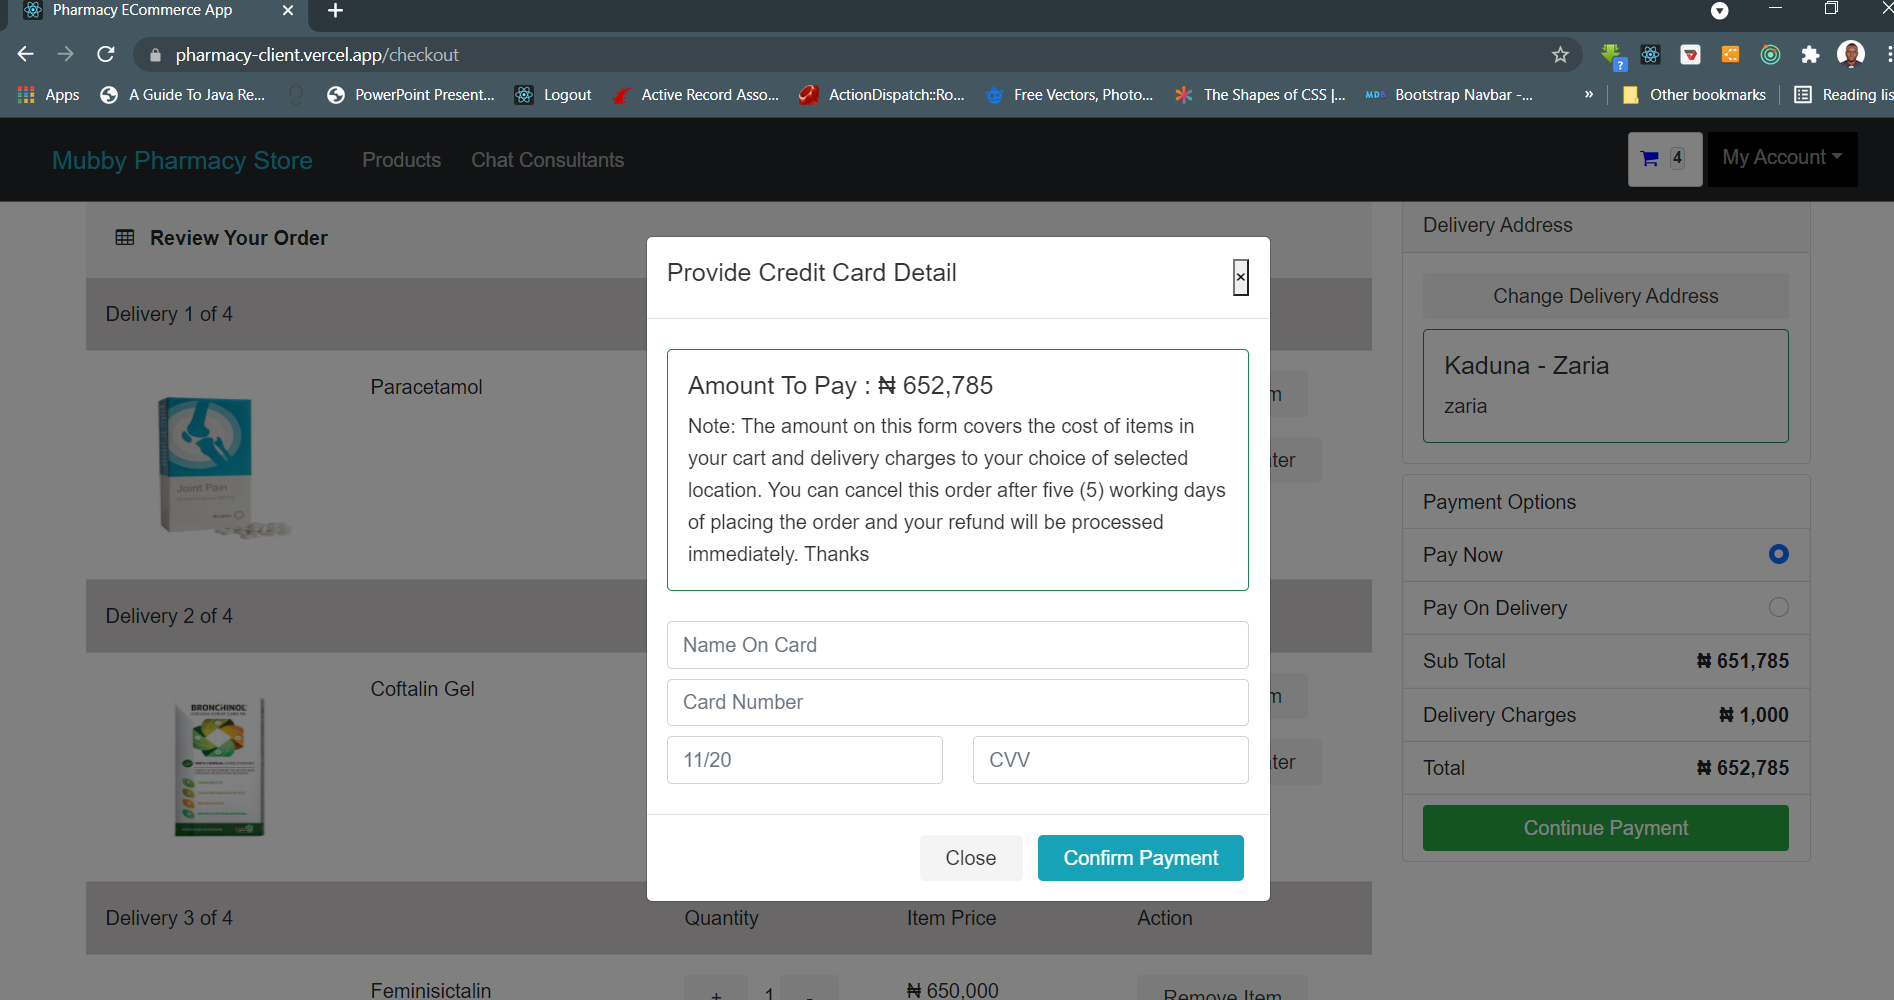 Pharmacy ECommerce App
pharmacy-client.vercel.app/checkout
Apps
A Guide To Java Re...
PowerPoint Present...
Logout
Active Record Asso...
ActionDispatch::Ro...
Free Vectors, Photo...
The Shapes of CSS |...
MDB
Bootstrap Navbar -...
»
Other bookmarks
Reading lis
Mubby Pharmacy Store
Products
Chat Consultants
4
My Account
Review Your Order
Delivery 1 of 4
Paracetamol
Joint Pain
m
ter
Delivery 2 of 4
Coftalin Gel
BRONCHINOL
m
ter
Delivery 3 of 4
Quantity
Item Price
Action
Feminisictalin
+
1
-
₦ 650,000
Remove Item
Provide Credit Card Detail
×
Amount To Pay : ₦ 652,785
Note: The amount on this form covers the cost of items in
your cart and delivery charges to your choice of selected
location. You can cancel this order after five (5) working days
of placing the order and your refund will be processed
immediately. Thanks
Name On Card
Card Number
11/20
CVV
Close
Confirm Payment
Delivery Address
Change Delivery Address
Kaduna - Zaria
zaria
Payment Options
Pay Now
Pay On Delivery
Sub Total
₦ 651,785
Delivery Charges
₦ 1,000
Total
₦ 652,785
Continue Payment